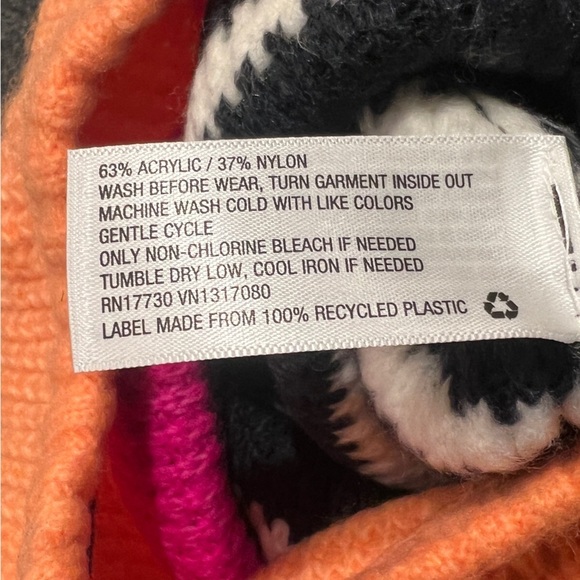 63% ACRYLIC / 37% NYLON
WASH BEFORE WEAR, TURN GARMENT INSIDE OUT
MACHINE WASH COLD WITH LIKE COLORS
GENTLE CYCLE
ONLY NON-CHLORINE BLEACH IF NEEDED
TUMBLE DRY LOW, COOL IRON IF NEEDED
RN17730 VN1317080
LABEL MADE FROM 100% RECYCLED PLASTIC